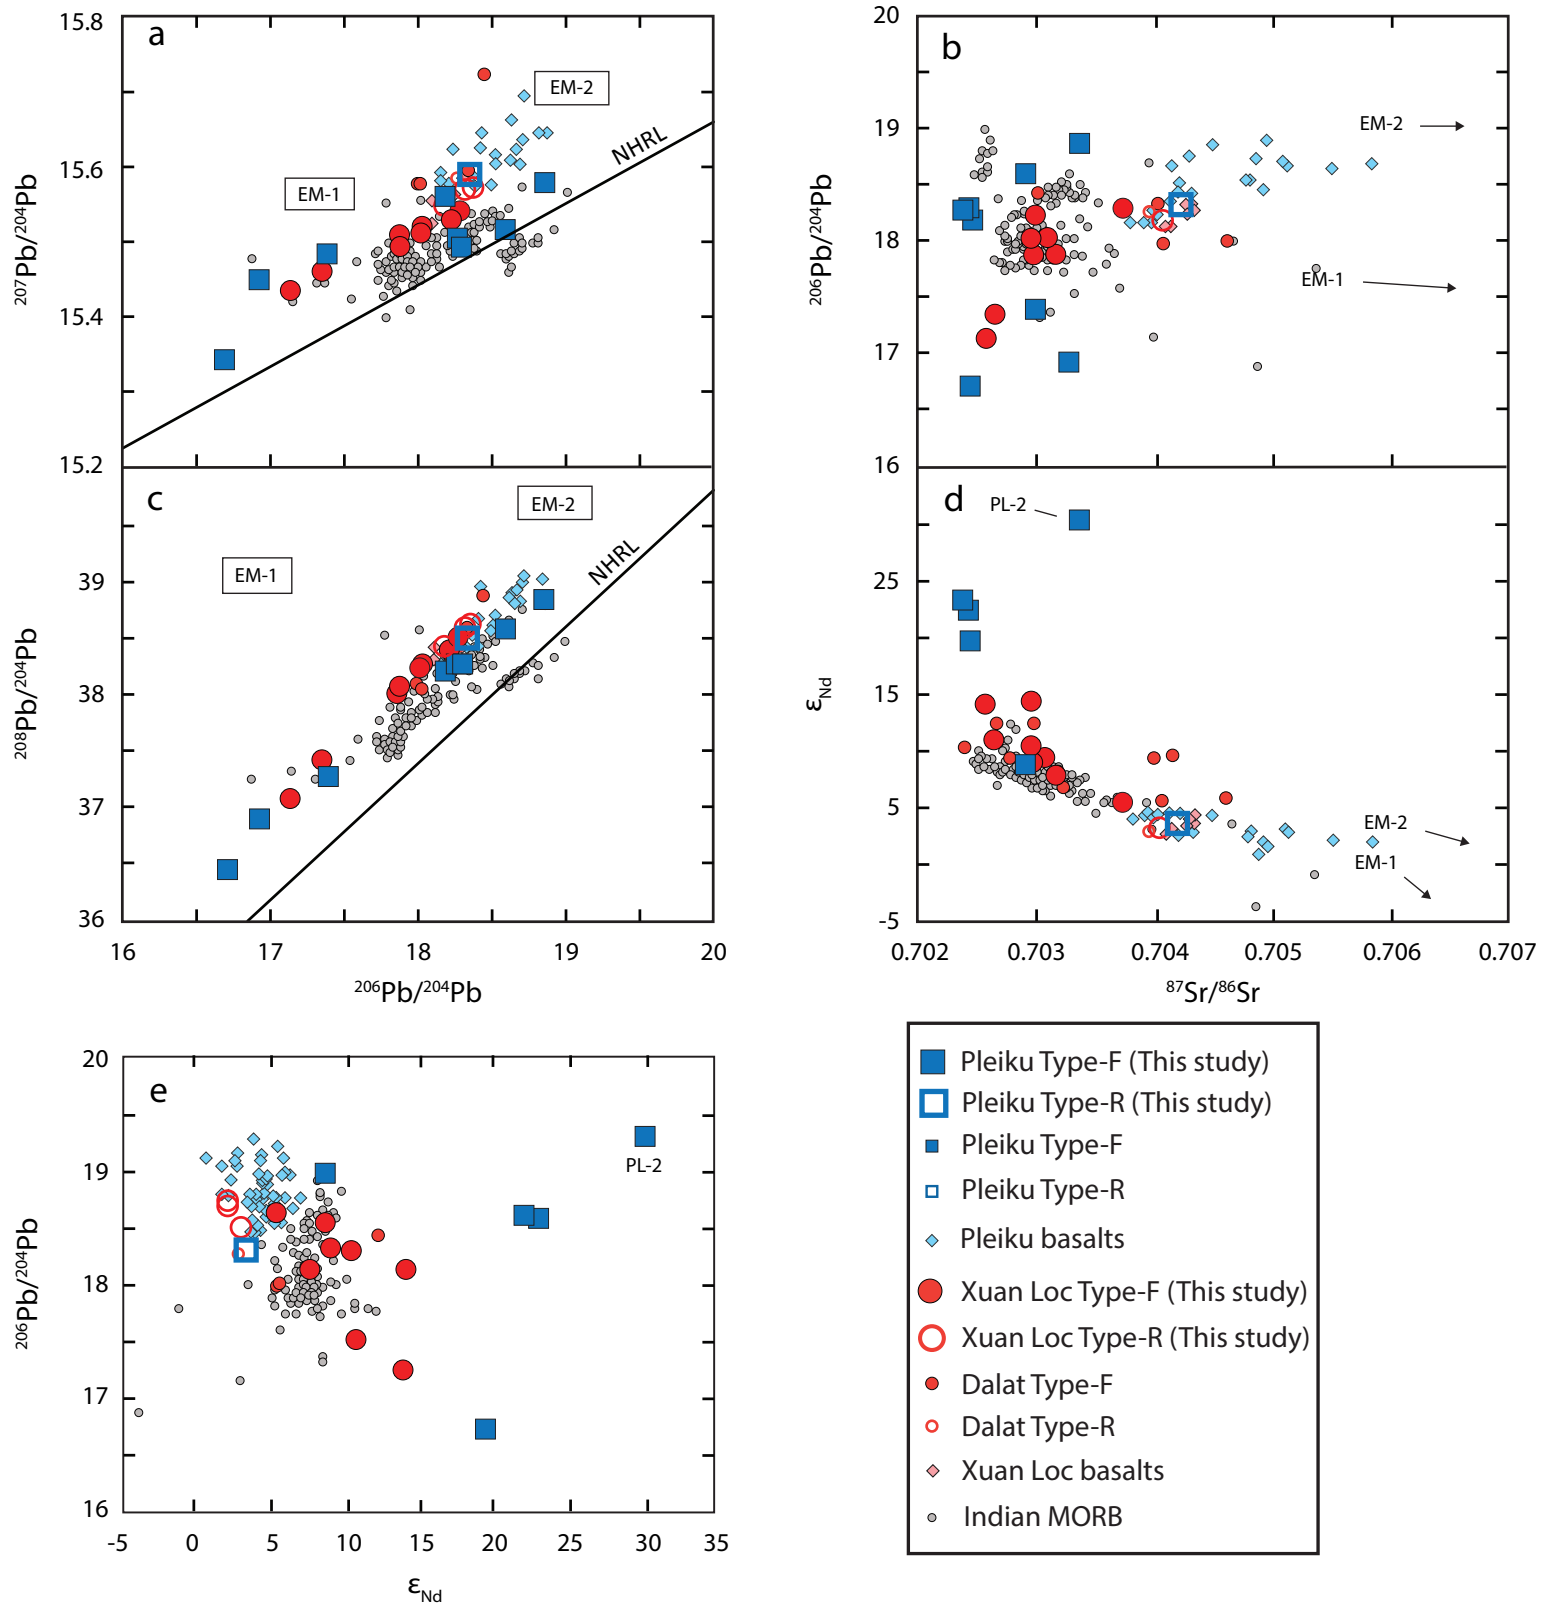 15.8
15.6
15.4
15.2
²⁰⁷Pb/²⁰⁴Pb
a
EM-2
EM-1
NHRL
20
19
18
17
16
²⁰⁶Pb/²⁰⁴Pb
b
EM-2
EM-1
39
38
37
36
²⁰⁸Pb/²⁰⁴Pb
c
EM-2
EM-1
NHRL
16 17 18 19 20
²⁰⁶Pb/²⁰⁴Pb
25
15
5
-5
εNd
d
PL-2
EM-2
EM-1
0.702 0.703 0.704 0.705 0.706 0.707
⁸⁷Sr/⁸⁶Sr
20
19
18
17
16
²⁰⁶Pb/²⁰⁴Pb
e
PL-2
-5 0 5 10 15 20 25 30 35
εNd
Pleiku Type-F (This study)
Pleiku Type-R (This study)
Pleiku Type-F
Pleiku Type-R
Pleiku basalts
Xuan Loc Type-F (This study)
Xuan Loc Type-R (This study)
Dalat Type-F
Dalat Type-R
Xuan Loc basalts
Indian MORB